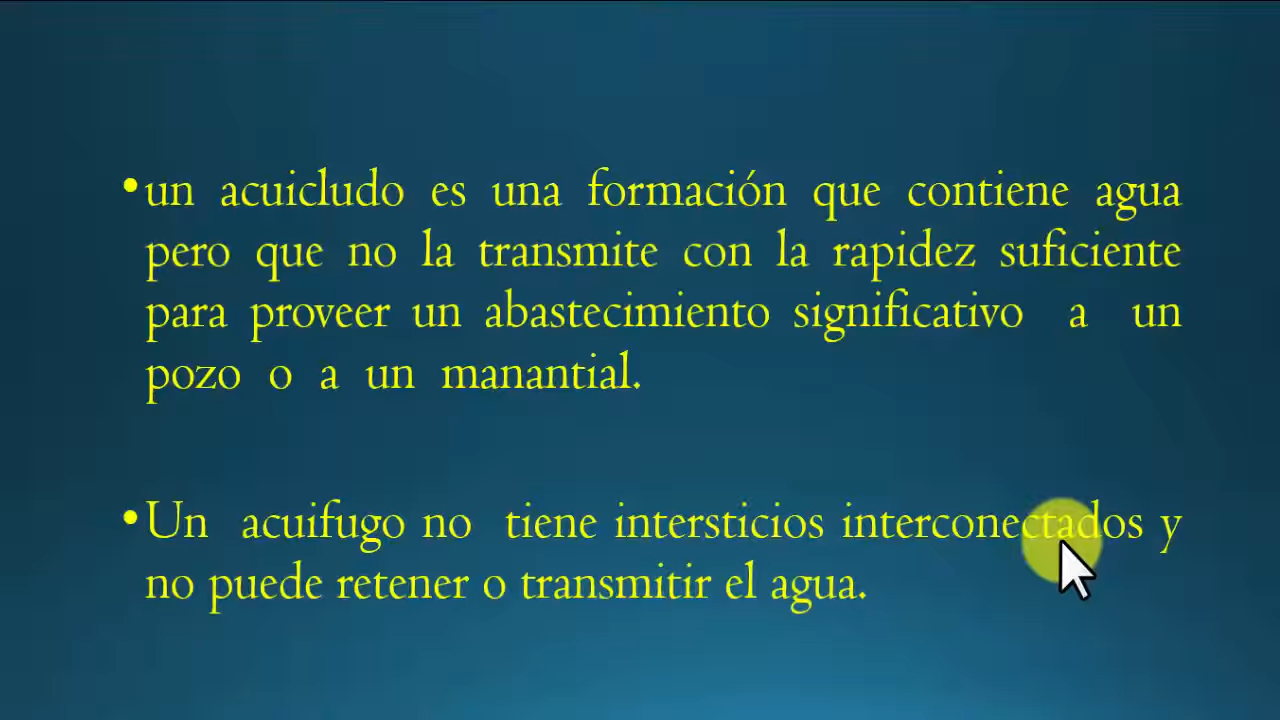 •un acuicludo es una formación que contiene agua
pero que no la transmite con la rapidez suficiente
para proveer un abastecimiento significativo a un
pozo o a un manantial.
•Un acuifugo no tiene intersticios interconectados y
no puede retener o transmitir el agua.